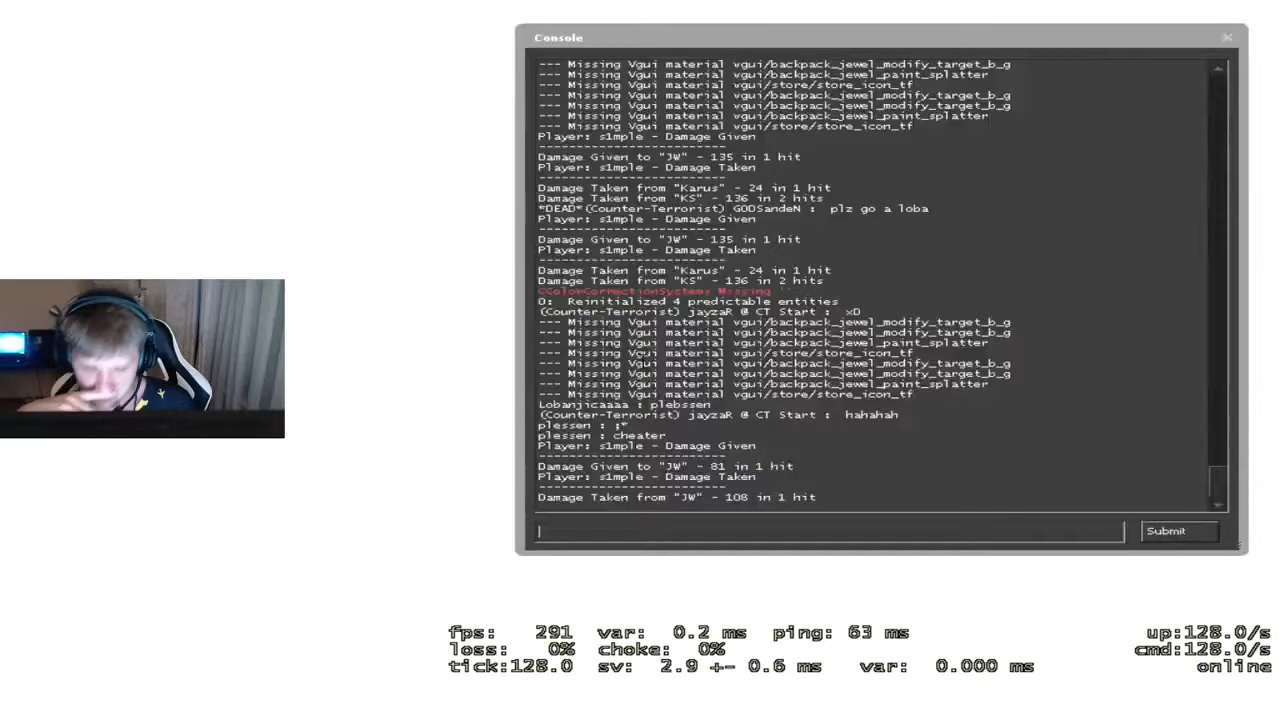 Console
--- Missing Vgui material vgui/backpack_jewel_modify_target_b_g
--- Missing Vgui material vgui/backpack_jewel_paint_splatter
--- Missing Vgui material vgui/store/store_icon_tf
--- Missing Vgui material vgui/backpack_jewel_modify_target_b_g
--- Missing Vgui material vgui/backpack_jewel_modify_target_b_g
--- Missing Vgui material vgui/backpack_jewel_paint_splatter
--- Missing Vgui material vgui/store/store_icon_tf
Player: s1mple - Damage Given
-------------------------
Damage Given to "JW" - 135 in 1 hit
Player: s1mple - Damage Taken
-------------------------
Damage Taken from "Karus" - 24 in 1 hit
Damage Taken from "KS" - 136 in 2 hits
*DEAD*(Counter-Terrorist) GODSandeN :  plz go a loba
Player: s1mple - Damage Given
-------------------------
Damage Given to "JW" - 135 in 1 hit
Player: s1mple - Damage Taken
-------------------------
Damage Taken from "Karus" - 24 in 1 hit
Damage Taken from "KS" - 136 in 2 hits
CColorCorrectionSystems Missing ''
0:  Reinitialized 4 predictable entities
(Counter-Terrorist) jayzaR @ CT Start :  xD
--- Missing Vgui material vgui/backpack_jewel_modify_target_b_g
--- Missing Vgui material vgui/backpack_jewel_modify_target_b_g
--- Missing Vgui material vgui/backpack_jewel_paint_splatter
--- Missing Vgui material vgui/store/store_icon_tf
--- Missing Vgui material vgui/backpack_jewel_modify_target_b_g
--- Missing Vgui material vgui/backpack_jewel_modify_target_b_g
--- Missing Vgui material vgui/backpack_jewel_paint_splatter
--- Missing Vgui material vgui/store/store_icon_tf
Lobanjicaaaa : plebssen
(Counter-Terrorist) jayzaR @ CT Start :  hahahah
plessen : ;*
plessen : cheater
Player: s1mple - Damage Given
-------------------------
Damage Given to "JW" - 81 in 1 hit
Player: s1mple - Damage Taken
-------------------------
Damage Taken from "JW" - 108 in 1 hit
Submit
fps: 291 var: 0.2 ms ping: 63 ms up:128.0/s
loss: 0% choke: 0% cmd:128.0/s
tick:128.0 sv: 2.9 +- 0.6 ms var: 0.000 ms online